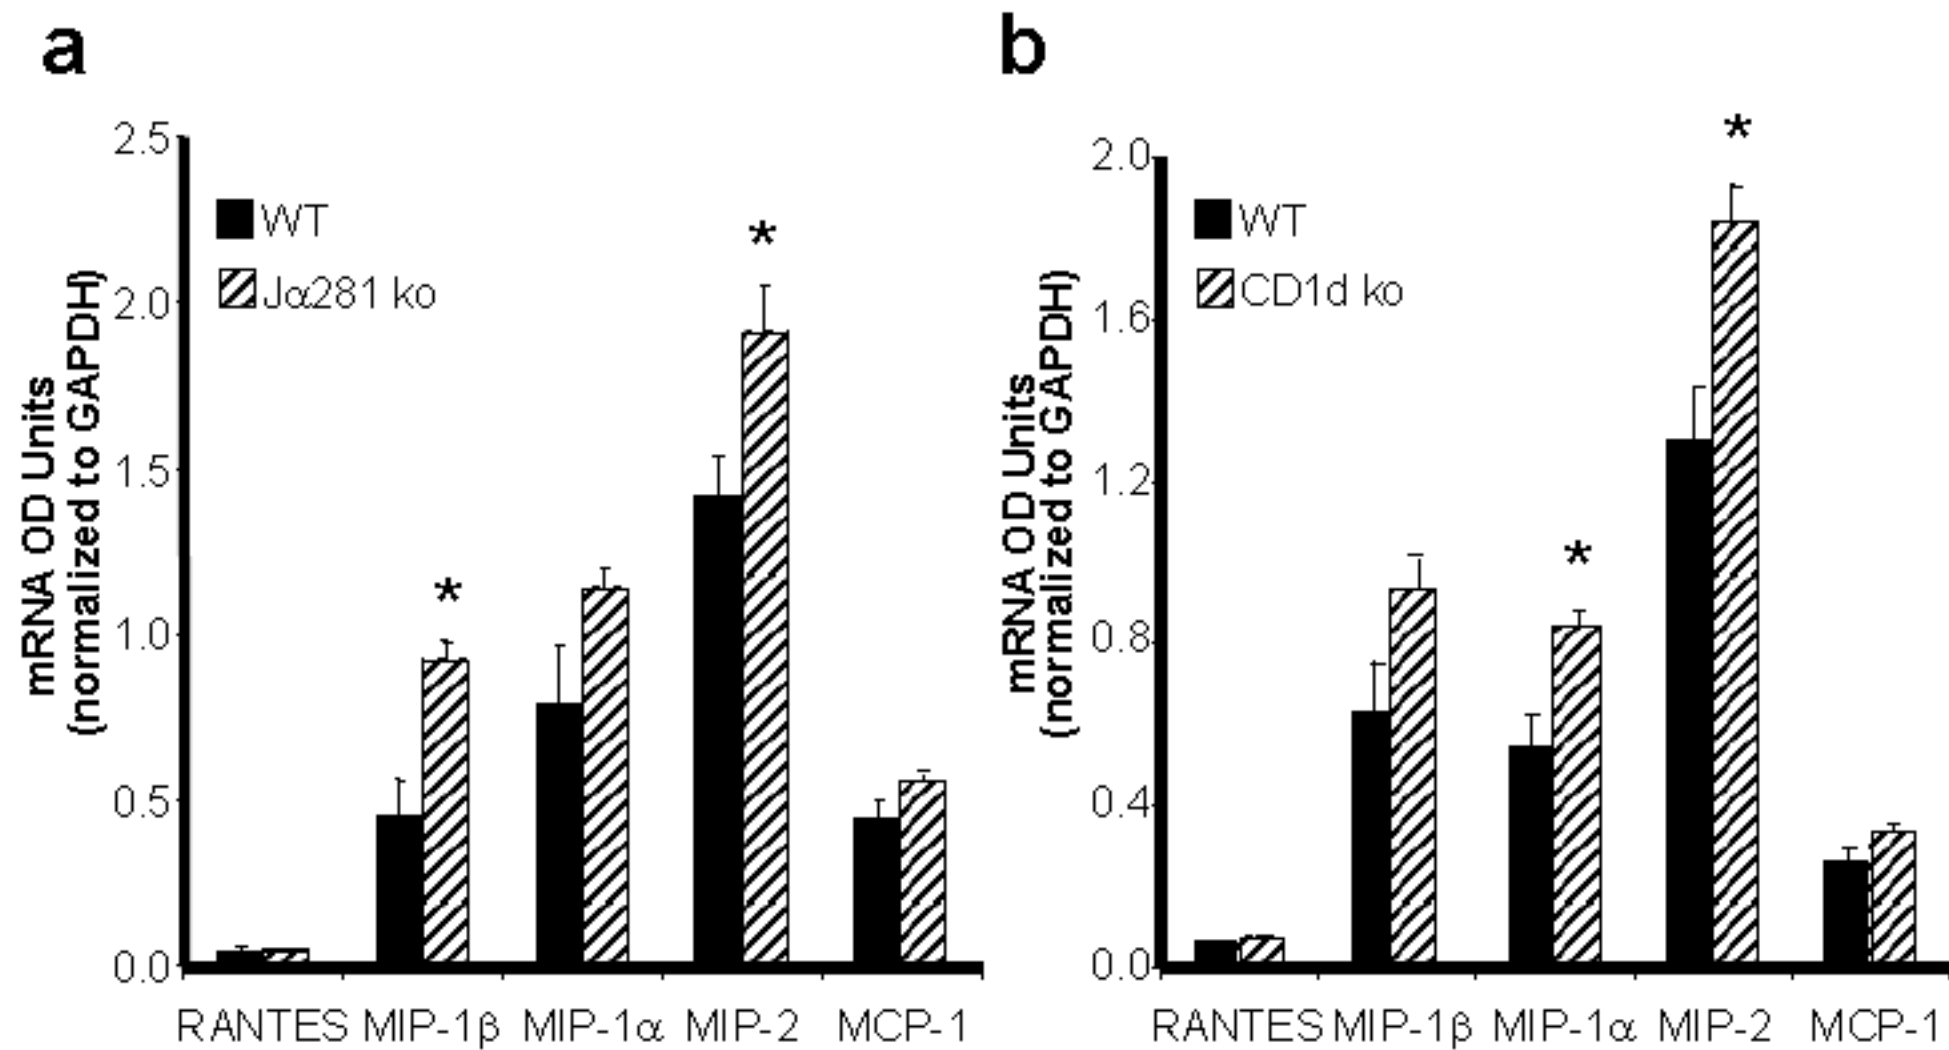 a
2.5
2.0
1.5
1.0
0.5
0.0
mRNA OD Units
(normalized to GAPDH)
WT
Jα281 ko
*
*
RANTES MIP-1β MIP-1α MIP-2 MCP-1
b
2.0
1.6
1.2
0.8
0.4
0.0
mRNA OD Units
(normalized to GAPDH)
WT
CD1d ko
*
*
RANTES MIP-1β MIP-1α MIP-2 MCP-1